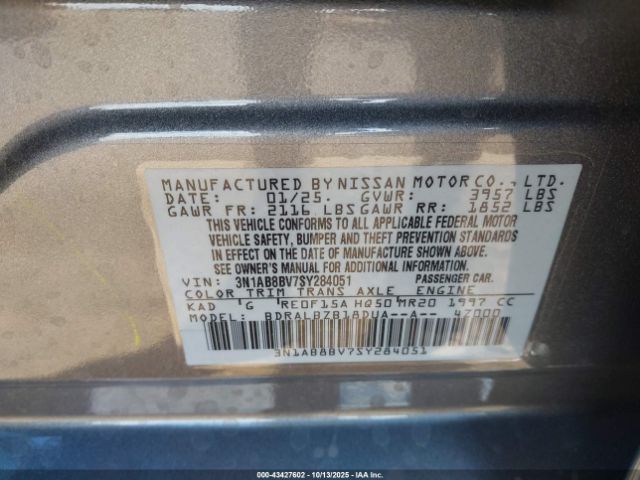 MANUFACTURED BY NISSAN MOTOR CO., LTD.
DATE: 01/25. GVWR: 3957 LBS
GAWR FR: 2116 LBS GAWR RR: 1852 LBS
THIS VEHICLE CONFORMS TO ALL APPLICABLE FEDERAL MOTOR
VEHICLE SAFETY, BUMPER AND THEFT PREVENTION STANDARDS
IN EFFECT ON THE DATE OF MANUFACTURE SHOWN ABOVE.
SEE OWNER'S MANUAL FOR ADDITIONAL INFORMATION.
VIN: 3N1AB8BV7SY284051 PASSENGER CAR.
COLOR TRIM TRANS AXLE ENGINE
KAD G RE0F15A HQ50 MR20 1997 CC
MODEL: BDRALBZB18DUA--A-- 47000
3N1AB8BV7SY284051
000-43427602 | 10/13/2025 | IAAI.COM